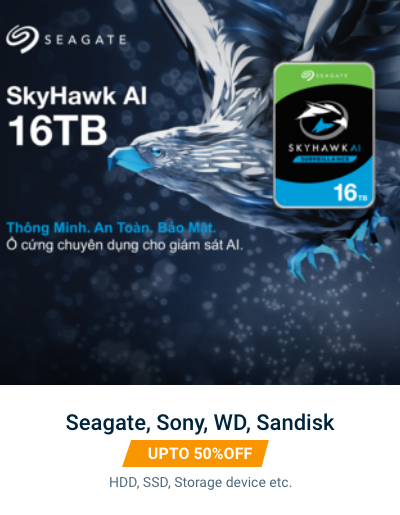 SEAGATE
SkyHawk AI
16TB
SEAGATE
SKYHAWK AI
SURVEILLANCE
16TB
Thông Minh. An Toàn. Bảo Mật.
Ổ cứng chuyên dụng cho giám sát AI.
Seagate, Sony, WD, Sandisk
UPTO 50%OFF
HDD, SSD, Storage device etc.